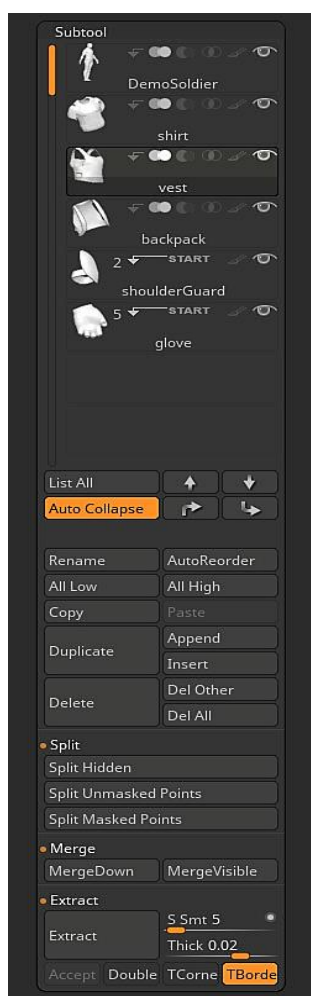 Subtool
DemoSoldier
shirt
vest
backpack
2 START
shoulderGuard
5 START
glove
List All
Auto Collapse
Rename AutoReorder
All Low All High
Copy Paste
Duplicate Append
Insert
Delete Del Other
Del All
Split
Split Hidden
Split Unmasked Points
Split Masked Points
Merge
MergeDown MergeVisible
Extract
Extract S Smt 5
Thick 0.02
Accept Double TCorne TBorde